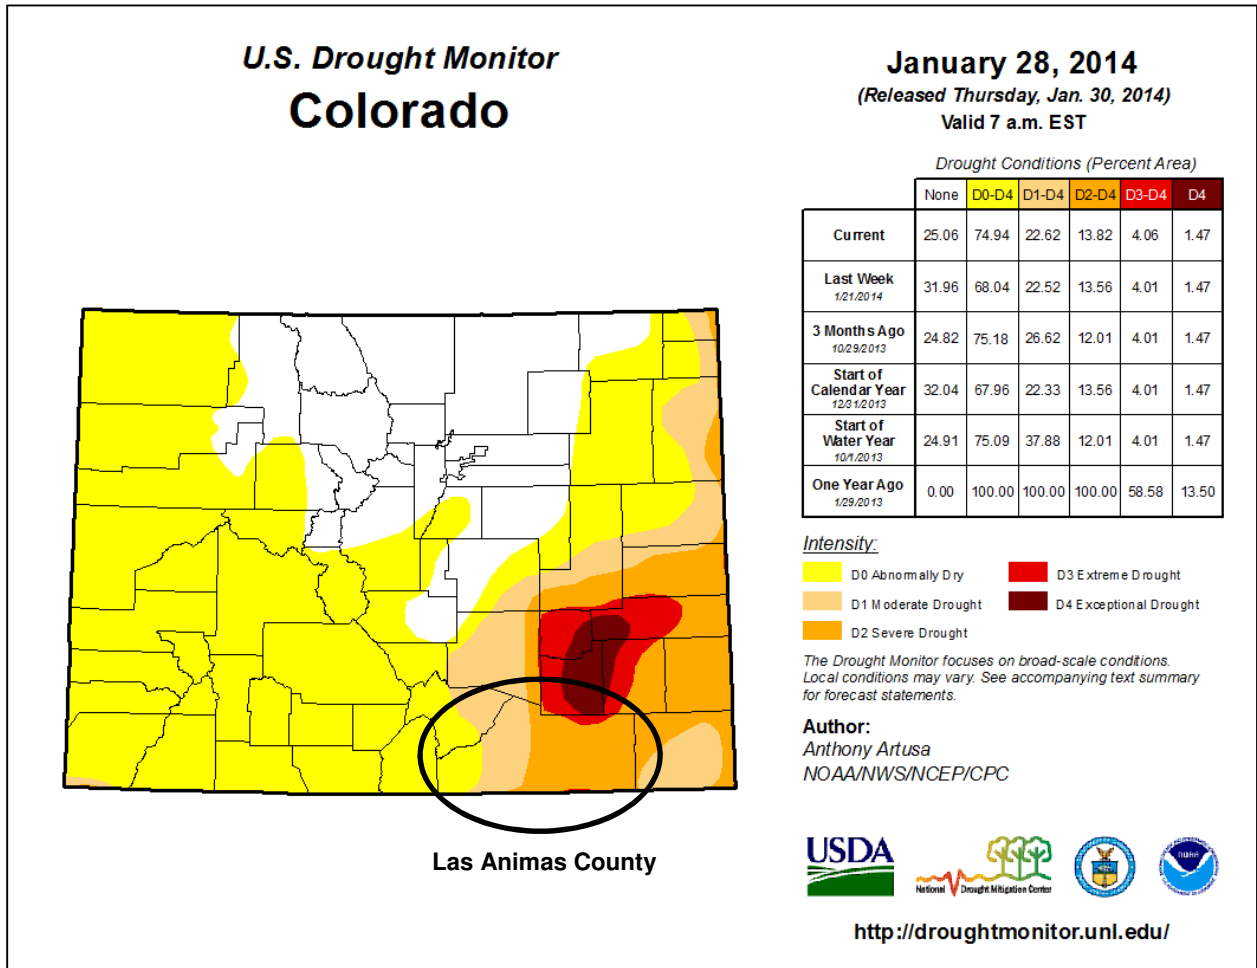 U.S. Drought Monitor
Colorado
January 28, 2014
(Released Thursday, Jan. 30, 2014)
Valid 7 a.m. EST
Drought Conditions (Percent Area)
None D0-D4 D1-D4 D2-D4 D3-D4 D4
Current 25.06 74.94 22.62 13.82 4.06 1.47
Last Week
1/21/2014
31.96 68.04 22.52 13.56 4.01 1.47
3 Months Ago
10/29/2013
24.82 75.18 26.62 12.01 4.01 1.47
Start of
Calendar Year
12/31/2013
32.04 67.96 22.33 13.56 4.01 1.47
Start of
Water Year
10/1/2013
24.91 75.09 37.88 12.01 4.01 1.47
One Year Ago
1/29/2013
0.00 100.00 100.00 100.00 58.58 13.50
Intensity:
D0 Abnormally Dry
D1 Moderate Drought
D2 Severe Drought
D3 Extreme Drought
D4 Exceptional Drought
The Drought Monitor focuses on broad-scale conditions.
Local conditions may vary. See accompanying text summary
for forecast statements.
Author:
Anthony Artusa
NOAA/NWS/NCEP/CPC
Las Animas County
USDA
National Drought Mitigation Center
NOAA
http://droughtmonitor.unl.edu/